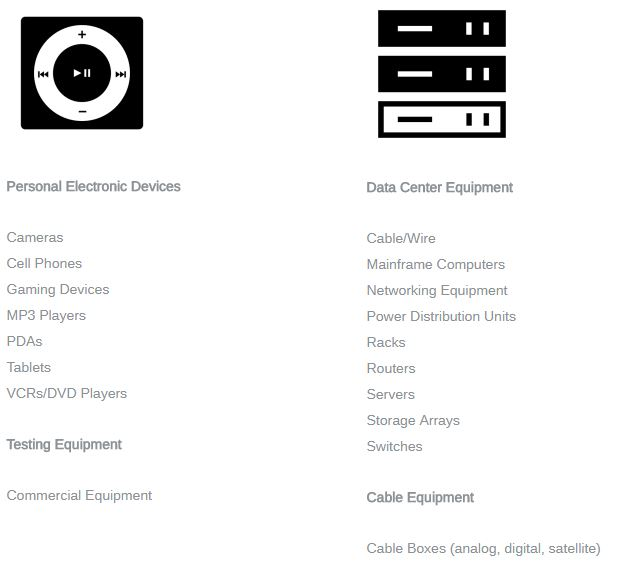 Personal Electronic Devices
Cameras
Cell Phones
Gaming Devices
MP3 Players
PDAs
Tablets
VCRs/DVD Players
Testing Equipment
Commercial Equipment
Data Center Equipment
Cable/Wire
Mainframe Computers
Networking Equipment
Power Distribution Units
Racks
Routers
Servers
Storage Arrays
Switches
Cable Equipment
Cable Boxes (analog, digital, satellite)